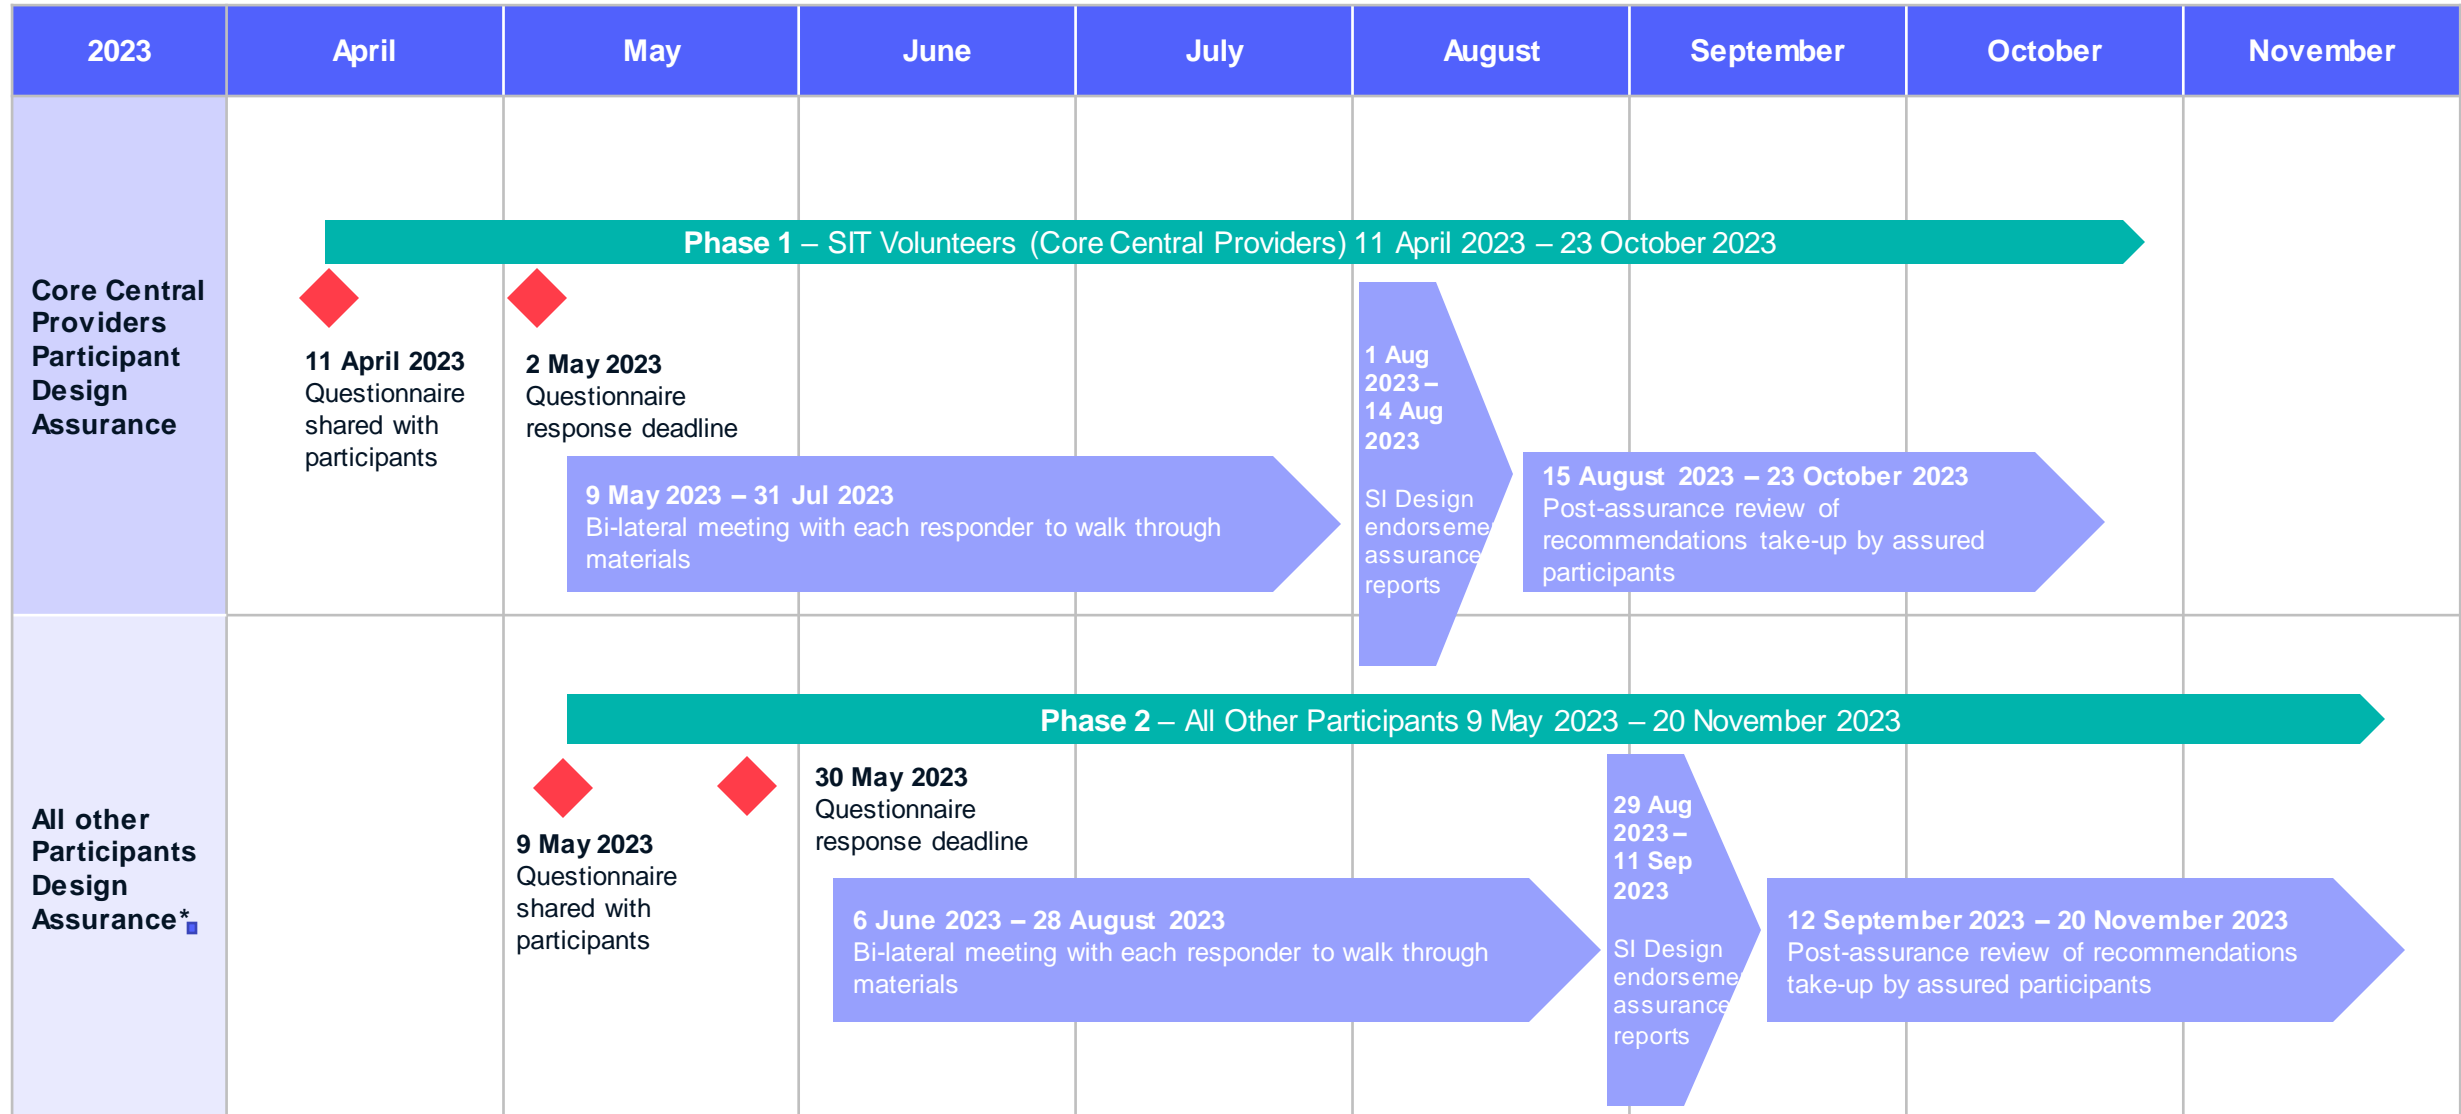 2023 April May June July August September October November
Core Central
Providers
Participant
Design
Assurance
Phase 1 – SIT Volunteers (Core Central Providers) 11 April 2023 – 23 October 2023
11 April 2023
Questionnaire
shared with
participants
2 May 2023
Questionnaire
response deadline
9 May 2023 – 31 Jul 2023
Bi-lateral meeting with each responder to walk through
materials
1 Aug
2023 –
14 Aug
2023
SI Design
endorseme
assurance
reports
15 August 2023 – 23 October 2023
Post-assurance review of
recommendations take-up by assured
participants
All other
Participants
Design
Assurance*
Phase 2 – All Other Participants 9 May 2023 – 20 November 2023
9 May 2023
Questionnaire
shared with
participants
30 May 2023
Questionnaire
response deadline
6 June 2023 – 28 August 2023
Bi-lateral meeting with each responder to walk through
materials
29 Aug
2023 –
11 Sep
2023
SI Design
endorseme
assurance
reports
12 September 2023 – 20 November 2023
Post-assurance review of recommendations
take-up by assured participants